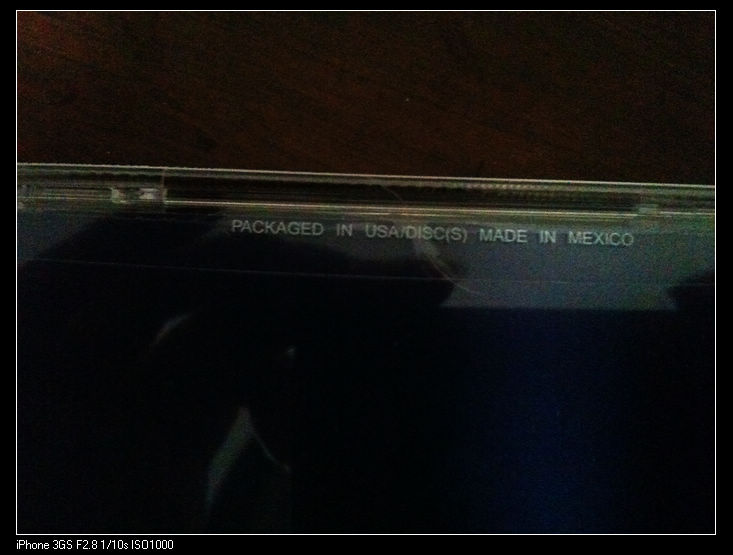 PACKAGED IN USA/DISC(S) MADE IN MEXICO
iPhone 3GS F2.8 1/10s ISO1000